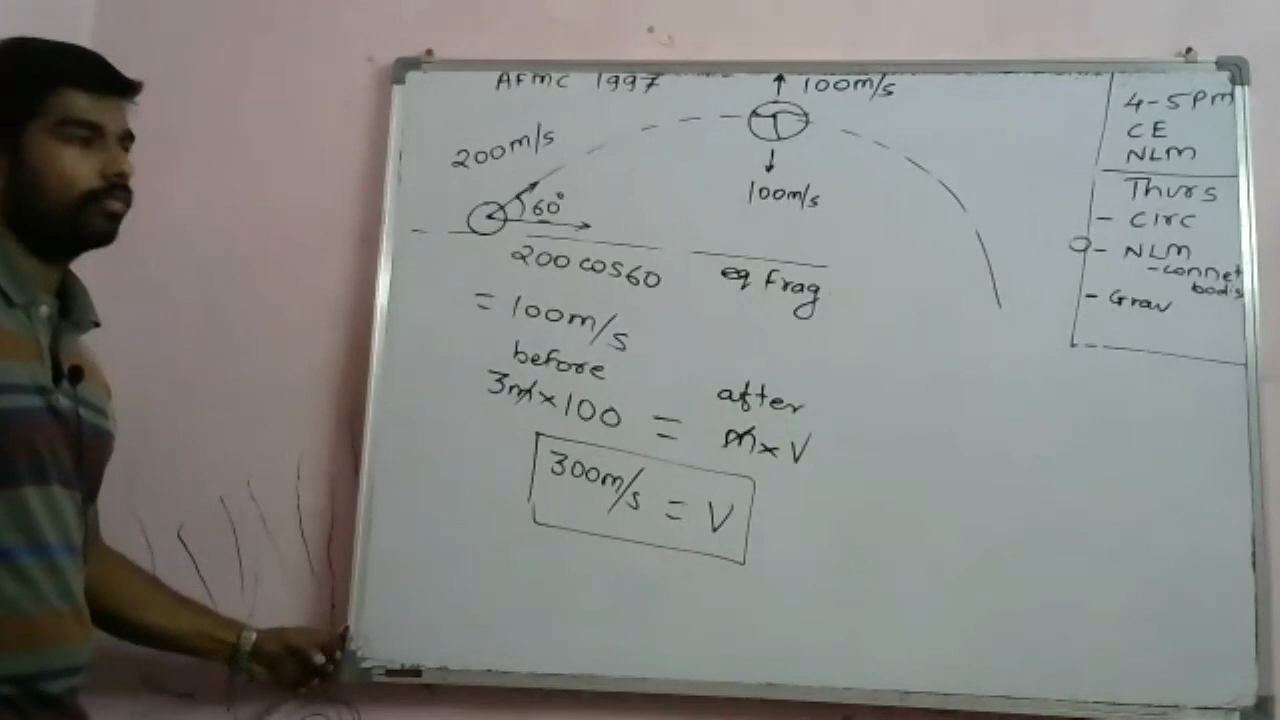 AFMC 1997
100m/s
200m/s
100m/s
60°
200 cos60
eq Frag
= 100m/s
before
after
3m×100 = m×V
300m/s = V
4-5pm
CE
NLM
Thurs
- Circ
- NLM
-connet
bodis
- Grav